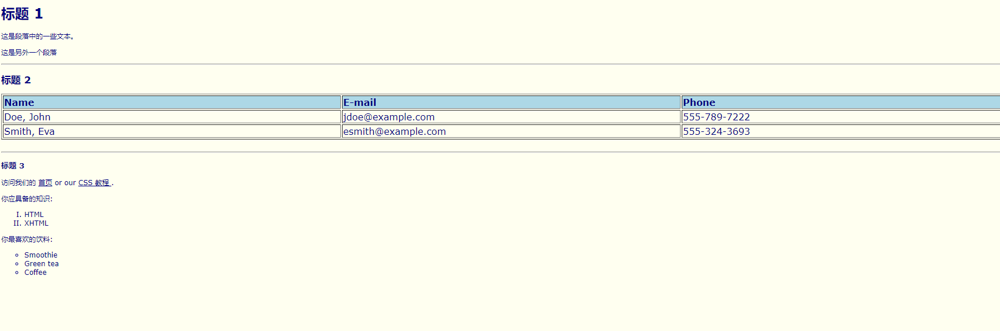 标题 1
这是段落中的一些文本。
这是另外一个段落
标题 2
Name E-mail Phone
Doe, John jdoe@example.com 555-789-7222
Smith, Eva esmith@example.com 555-324-3693
标题 3
访问我们的 首页 or our CSS 教程 .
你应具备的知识:
I. HTML
II. XHTML
你最喜欢的饮料:
Smoothie
Green tea
Coffee